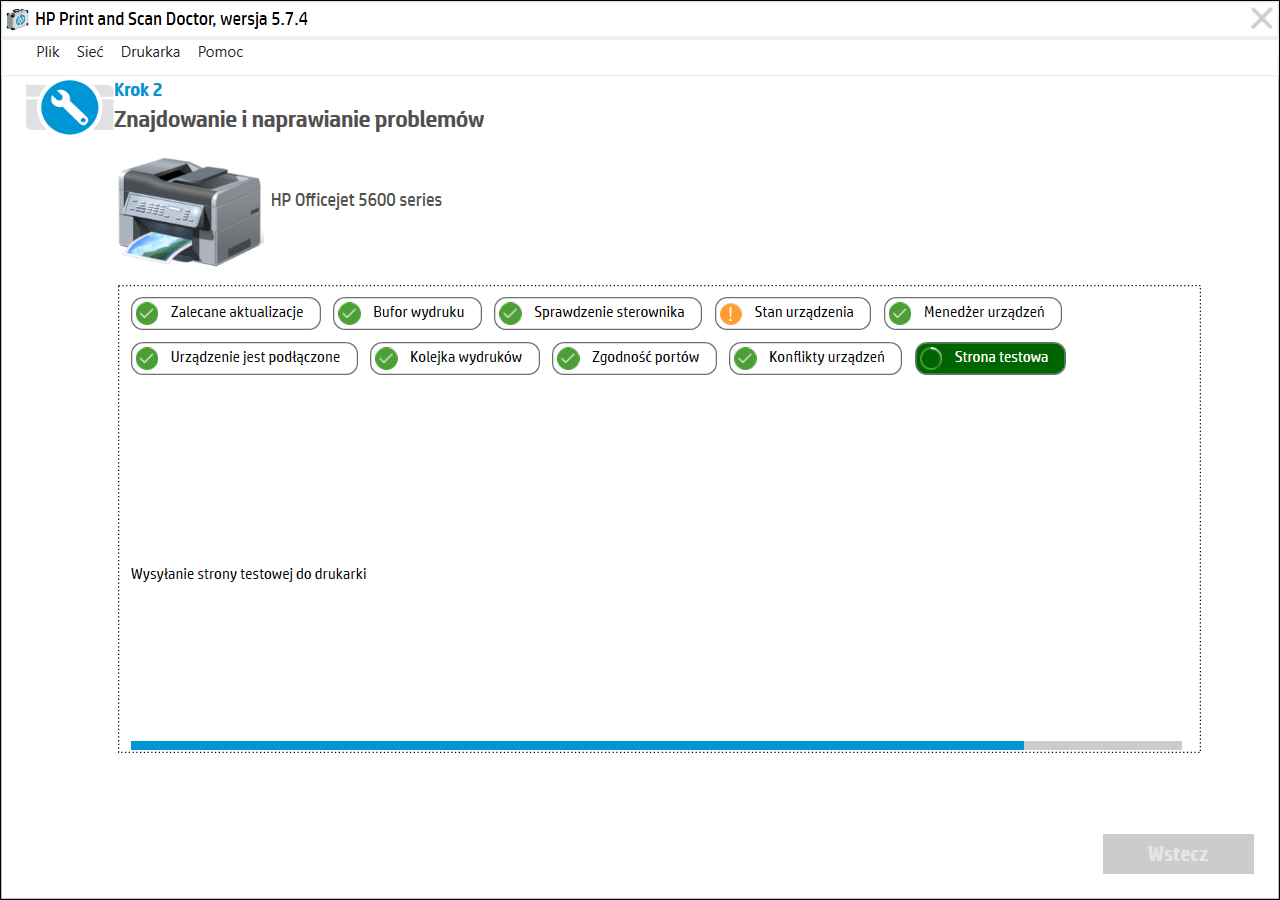 HP Print and Scan Doctor, wersja 5.7.4
Plik Sieć Drukarka Pomoc
Krok 2
Znajdowanie i naprawianie problemów
HP Officejet 5600 series
Zalecane aktualizacje Bufor wydruku Sprawdzenie sterownika Stan urządzenia Menedżer urządzeń
Urządzenie jest podłączone Kolejka wydruków Zgodność portów Konflikty urządzeń Strona testowa
Wysyłanie strony testowej do drukarki
Wstecz